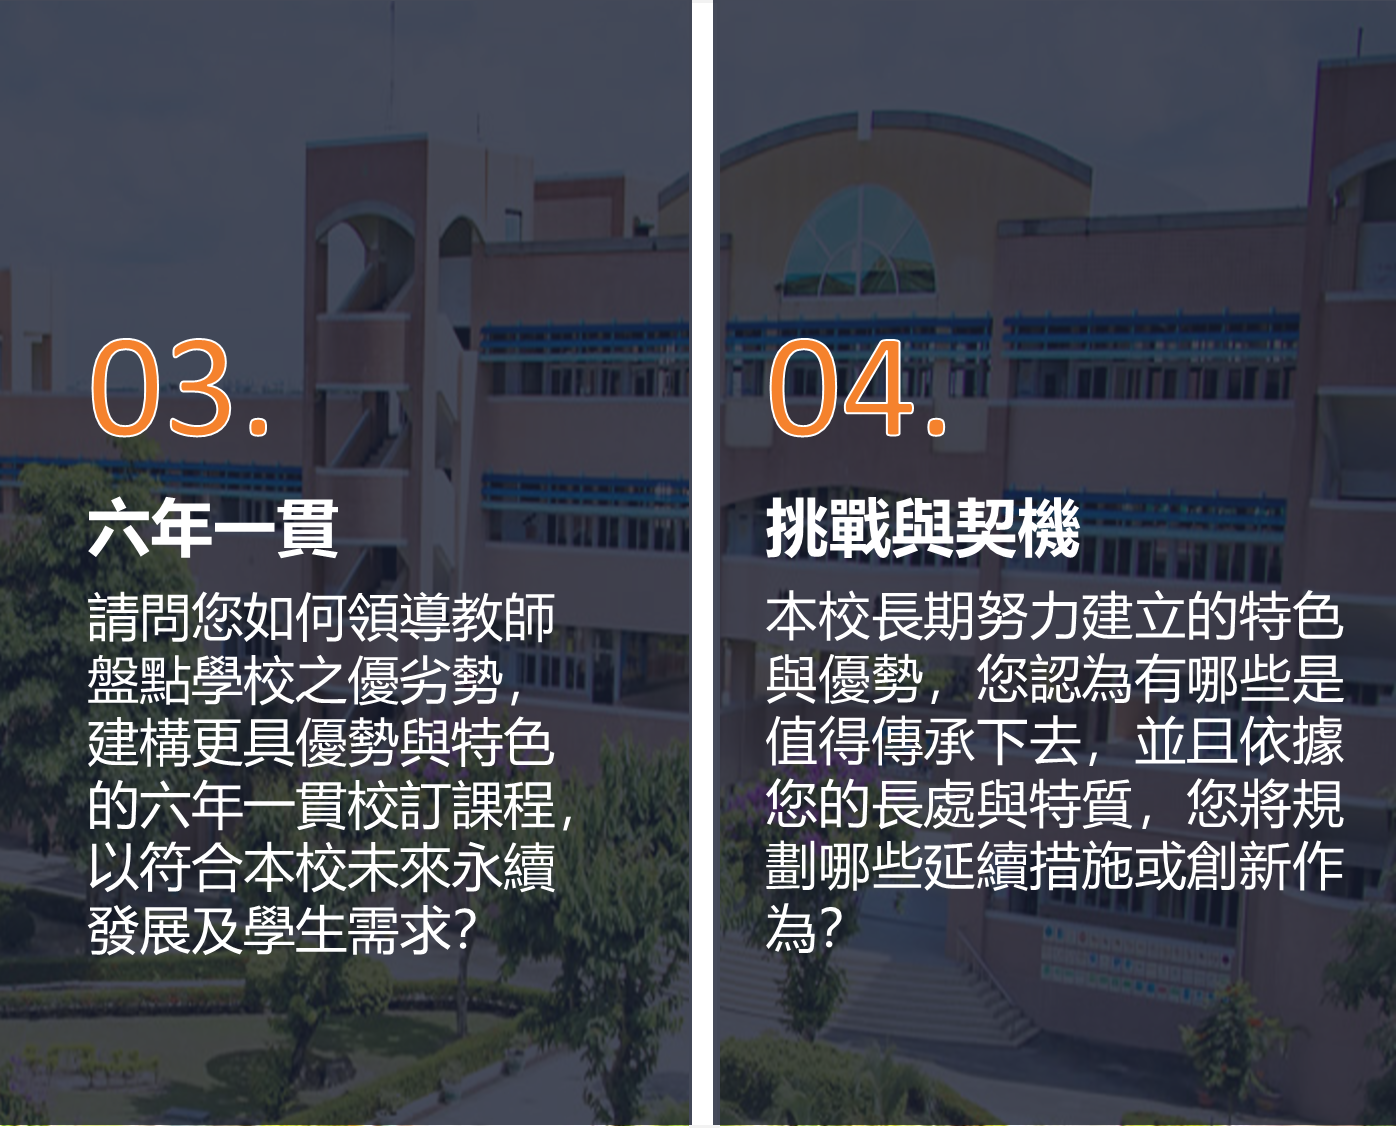 03.
六年一貫
請問您如何領導教師
盤點學校之優劣勢，
建構更具優勢與特色
的六年一貫校訂課程，
以符合本校未來永續
發展及學生需求？
04.
挑戰與契機
本校長期努力建立的特色
與優勢，您認為有哪些是
值得傳承下去，並且依據
您的長處與特質，您將規
劃哪些延續措施或創新作
為？